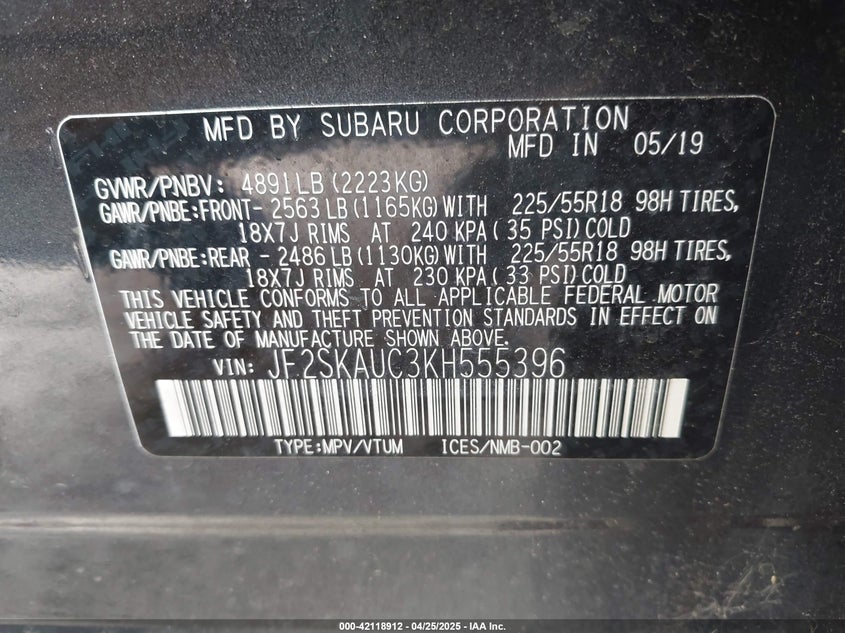 MFD BY SUBARU CORPORATION
MFD IN 05/19
GVWR/PNBV: 4891LB (2223KG)
GAWR/PNBE:FRONT- 2563 LB (1165KG) WITH 225/55R18 98H TIRES,
18X7J RIMS AT 240 KPA ( 35 PSI) COLD
GAWR/PNBE:REAR - 2486 LB (1130KG) WITH 225/55R18 98H TIRES,
18X7J RIMS AT 230 KPA ( 33 PSI) COLD
THIS VEHICLE CONFORMS TO ALL APPLICABLE FEDERAL MOTOR
VEHICLE SAFETY AND THEFT PREVENTION STANDARDS IN EFFECT ON
THE DATE OF MANUFACTURE SHOWN ABOVE.
VIN: JF2SKAUC3KH555396
TYPE:MPV/VTUM ICES/NMB-002
000-42118912 - 04/25/2025 - IAA Inc.